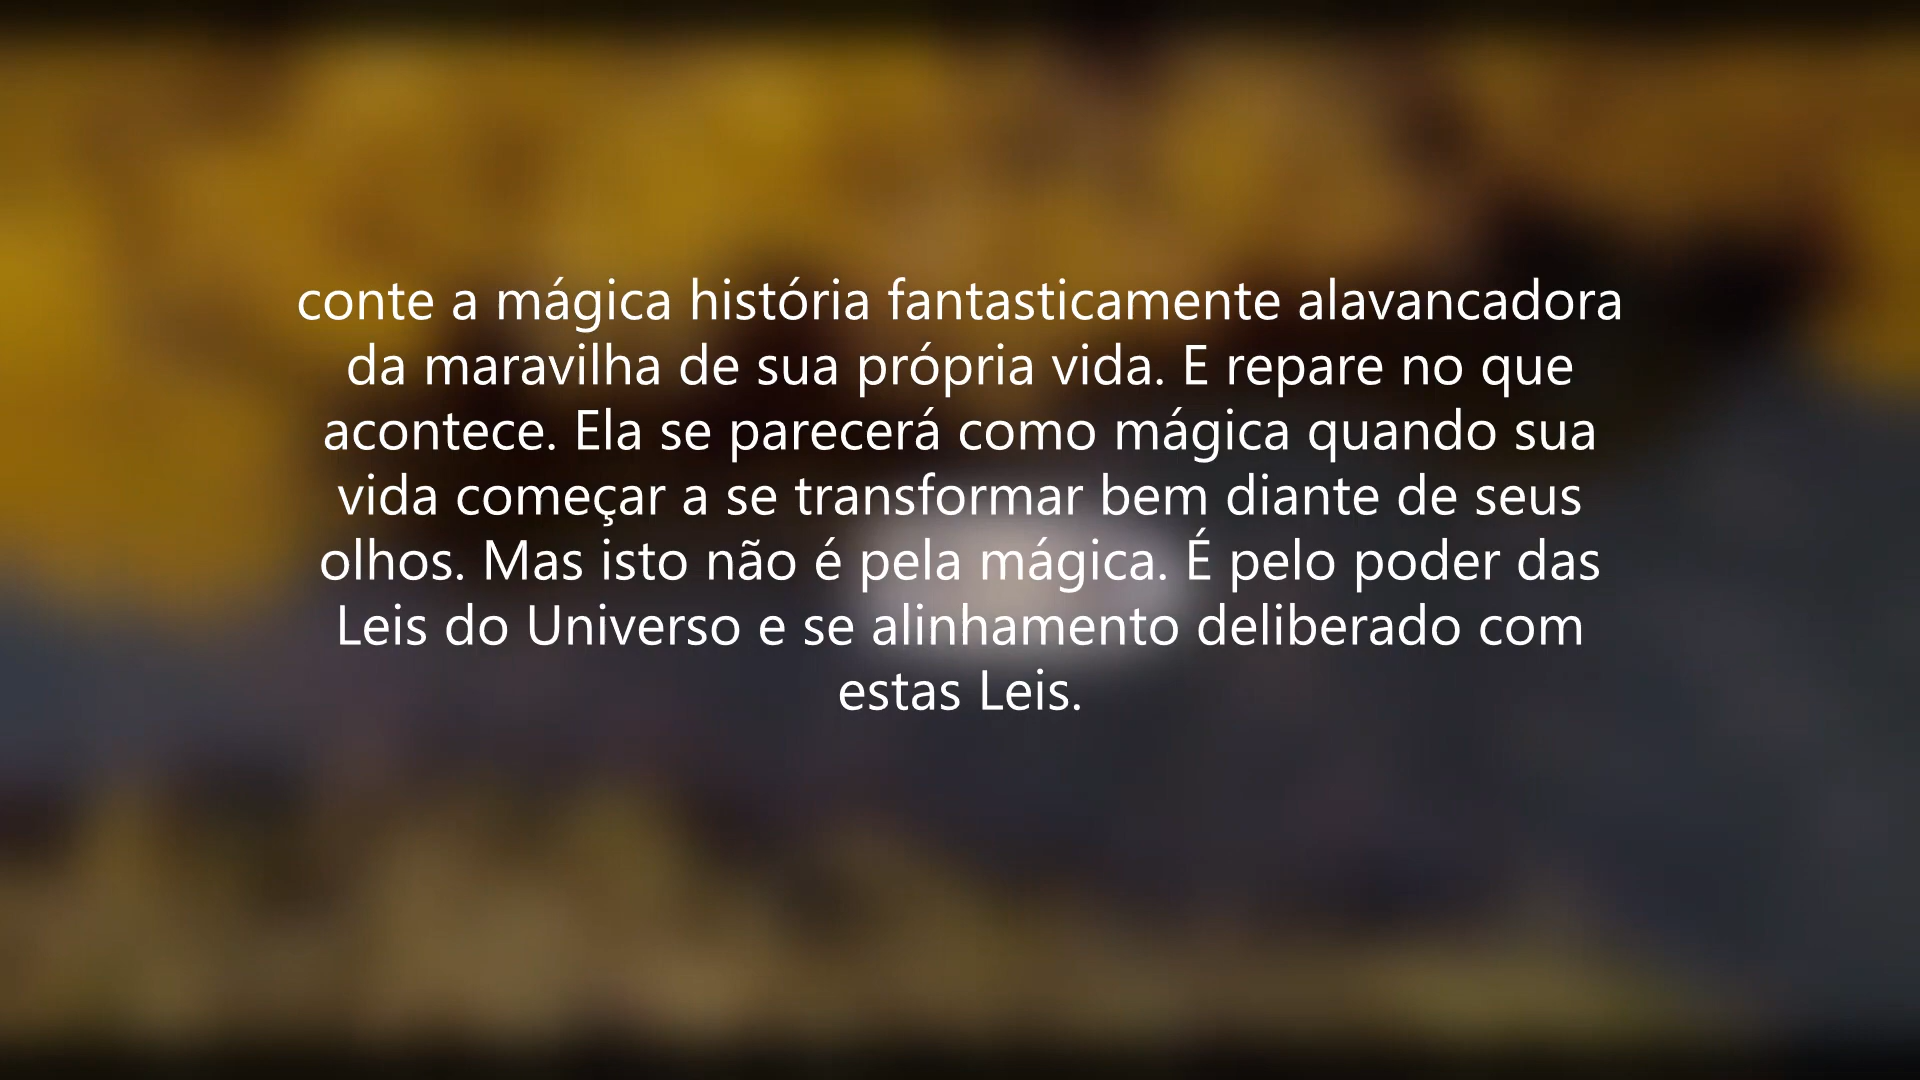 conte a mágica história fantasticamente alavancadora
da maravilha de sua própria vida. E repare no que
acontece. Ela se parecerá como mágica quando sua
vida começar a se transformar bem diante de seus
olhos. Mas isto não é pela mágica. É pelo poder das
Leis do Universo e se alinhamento deliberado com
estas Leis.